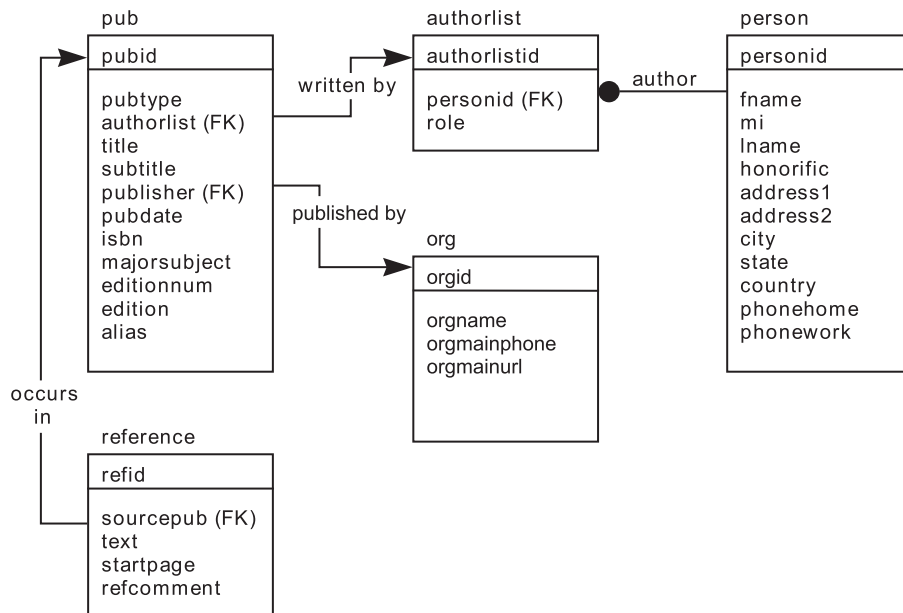 pub
pubid
pubtype
authorlist (FK)
title
subtitle
publisher (FK)
pubdate
isbn
majorsubject
editionnum
edition
alias
written by
published by
authorlist
authorlistid
personid (FK)
role
author
person
personid
fname
mi
lname
honorific
address1
address2
city
state
country
phonehome
phonework
org
orgid
orgname
orgmainphone
orgmainurl
occurs
in
reference
refid
sourcepub (FK)
text
startpage
refcomment